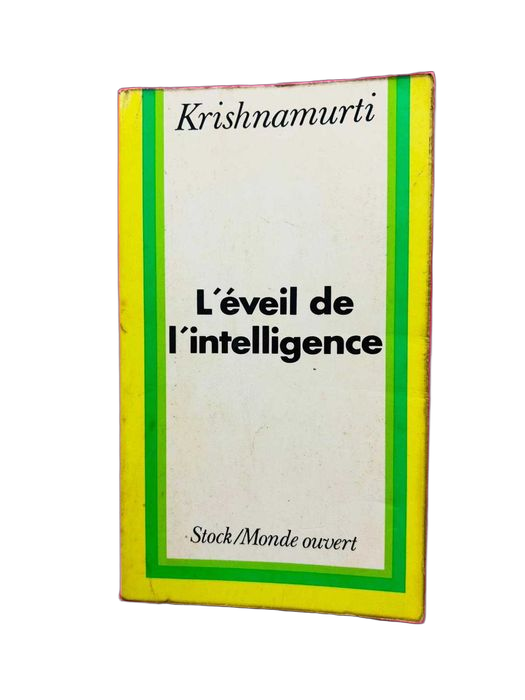 Krishnamurti
L´éveil de
l´intelligence
Stock/Monde ouvert